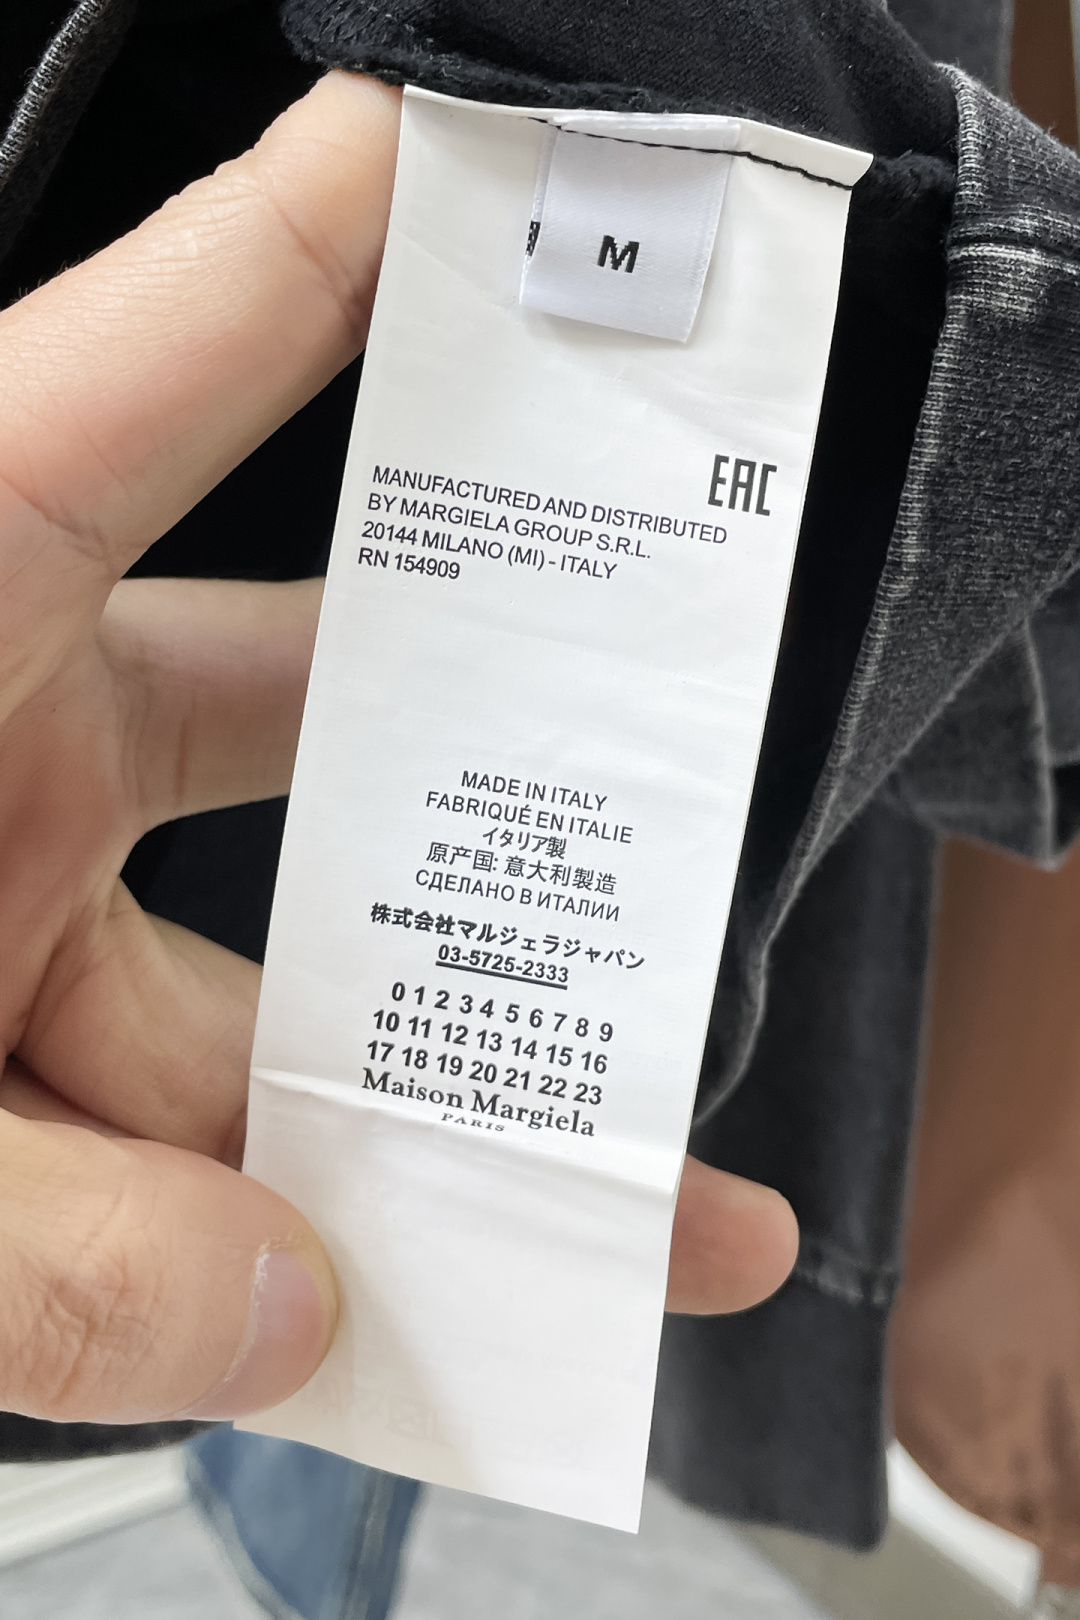 M
EAC
MANUFACTURED AND DISTRIBUTED
BY MARGIELA GROUP S.R.L.
20144 MILANO (MI) - ITALY
RN 154909
MADE IN ITALY
FABRIQUÉ EN ITALIE
イタリア製
原产国: 意大利製造
СДЕЛАНО В ИТАЛИИ
株式会社マルジェラジャパン
03-5725-2333
0 1 2 3 4 5 6 7 8 9
10 11 12 13 14 15 16
17 18 19 20 21 22 23
Maison Margiela
PARIS